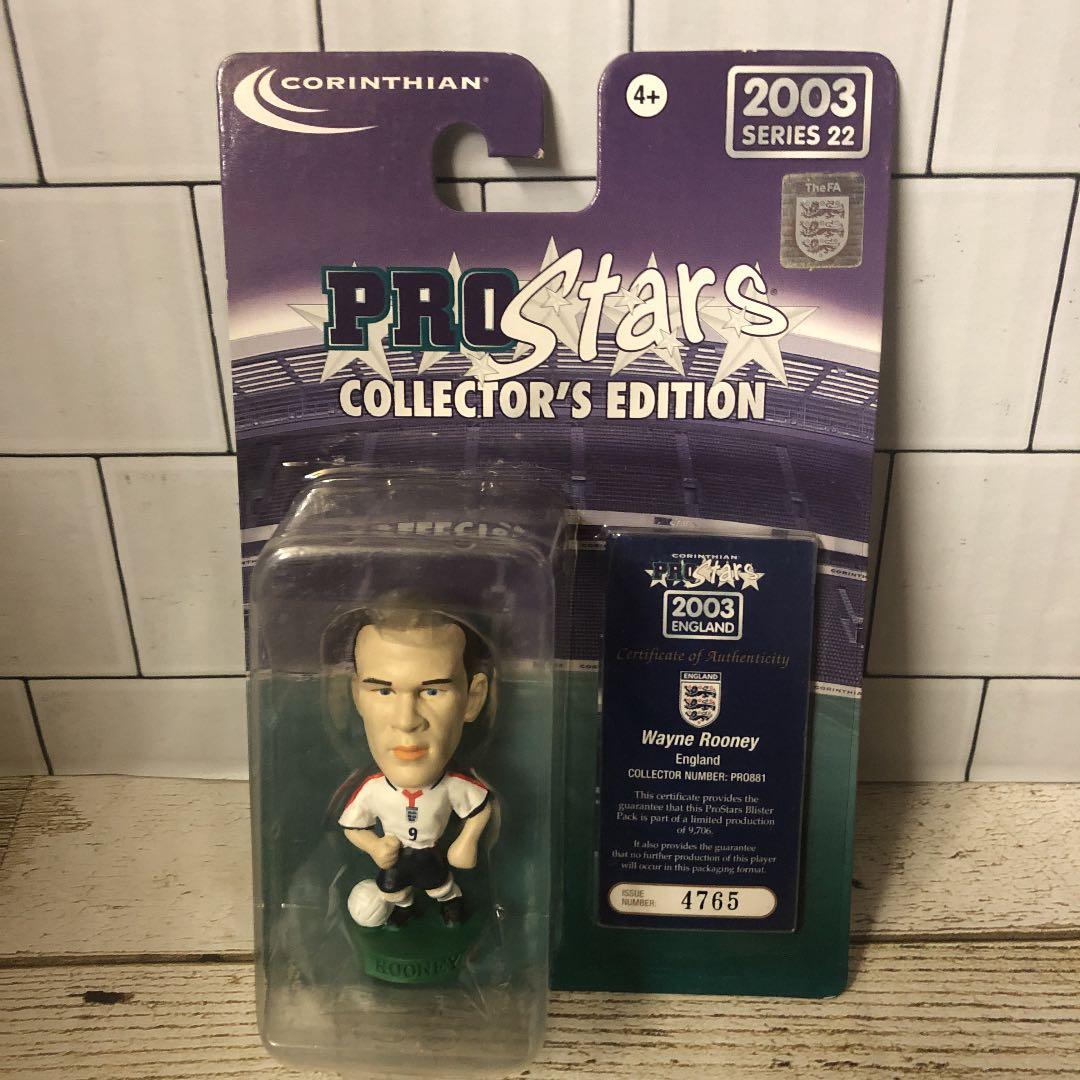 CORINTHIAN
4+
2003
SERIES 22
The FA
PROStars
COLLECTOR'S EDITION
CORINTHIAN
PROStars
2003
ENGLAND
Certificate of Authenticity
ENGLAND
Wayne Rooney
England
COLLECTOR NUMBER: PRO881
This certificate provides the
guarantee that this ProStars Blister
Pack is part of a limited production
of 9,706.
It also provides the guarantee
that no further production of this player
will occur in this packaging format.
ISSUE
NUMBER: 4765
9
ROONEY